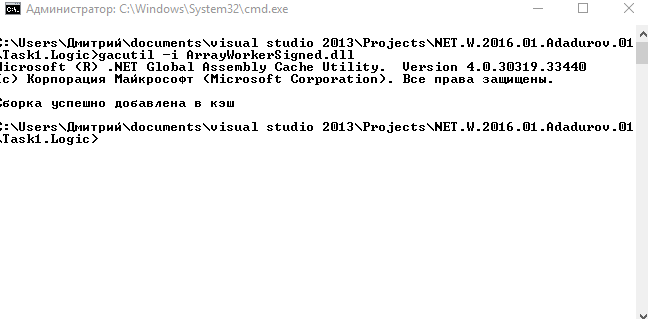 Администратор: C:\Windows\System32\cmd.exe
C:\Users\Дмитрий\documents\visual studio 2013\Projects\NET.W.2016.01.Adadurov.01
\Task1.Logic>gacutil -i ArrayWorkerSigned.dll
Microsoft (R) .NET Global Assembly Cache Utility.  Version 4.0.30319.33440
(c) Корпорация Майкрософт (Microsoft Corporation). Все права защищены.
Сборка успешно добавлена в кэш
C:\Users\Дмитрий\documents\visual studio 2013\Projects\NET.W.2016.01.Adadurov.01
\Task1.Logic>